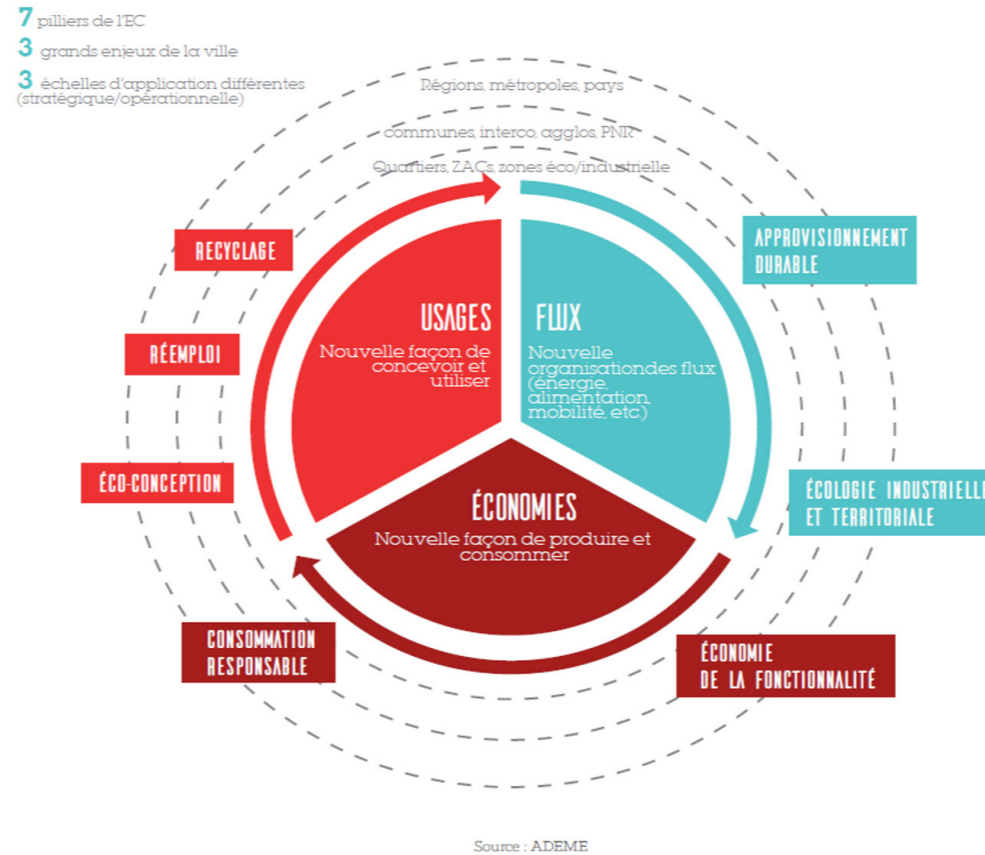 7 pilliers de l'EC
3 grands enjeux de la ville
3 échelles d'application différentes
(stratégique/opérationnelle)
Régions, métropoles, pays
communes, interco, agglos, PNR
Quartiers, ZACs, zones éco/industrielle
RECYCLAGE
RÉEMPLOI
ÉCO-CONCEPTION
APPROVISIONNEMENT
DURABLE
USAGES
Nouvelle façon de
concevoir et
utiliser
FLUX
Nouvelle
organisationdes flux
(énergie,
alimentation,
mobilité, etc.)
ÉCOLOGIE INDUSTRIELLE
ET TERRITORIALE
ÉCONOMIES
Nouvelle façon de produire et
consommer
CONSOMMATION
RESPONSABLE
ÉCONOMIE
DE LA FONCTIONNALITÉ
Source : ADEME